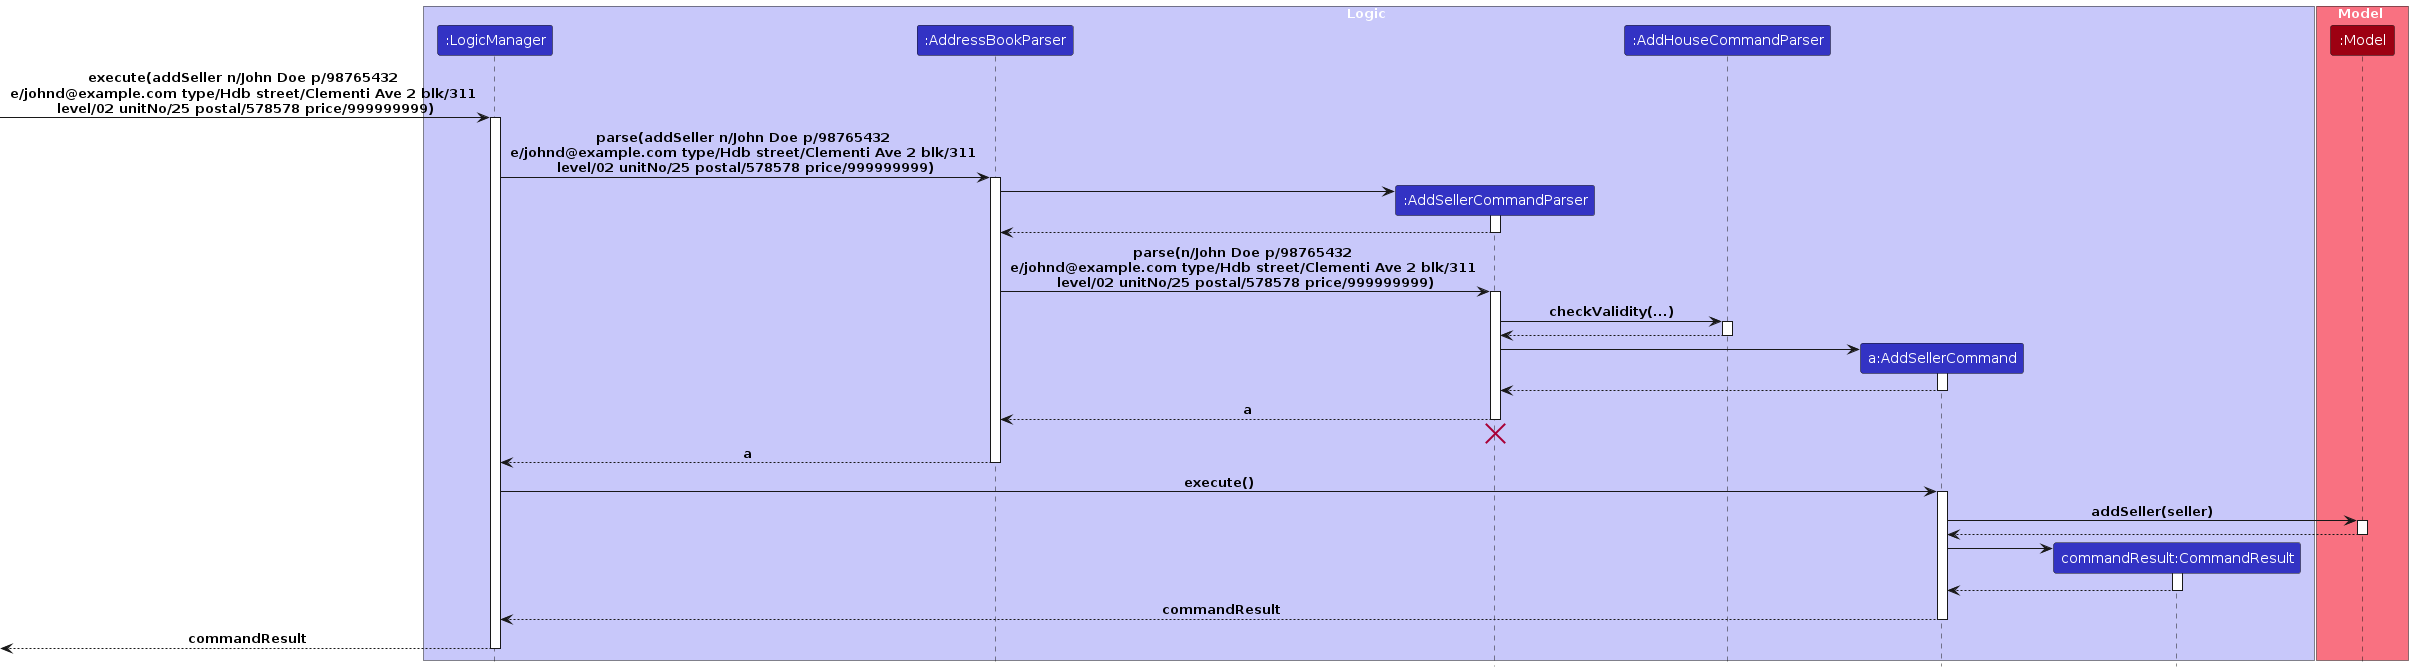 Logic
Model
:LogicManager
:AddressBookParser
:AddHouseCommandParser
:Model
execute(addSeller n/John Doe p/98765432
e/johnd@example.com type/Hdb street/Clementi Ave 2 blk/311
level/02 unitNo/25 postal/578578 price/999999999)
parse(addSeller n/John Doe p/98765432
e/johnd@example.com type/Hdb street/Clementi Ave 2 blk/311
level/02 unitNo/25 postal/578578 price/999999999)
:AddSellerCommandParser
parse(n/John Doe p/98765432
e/johnd@example.com type/Hdb street/Clementi Ave 2 blk/311
level/02 unitNo/25 postal/578578 price/999999999)
checkValidity(...)
a:AddSellerCommand
a
a
execute()
addSeller(seller)
commandResult:CommandResult
commandResult
commandResult